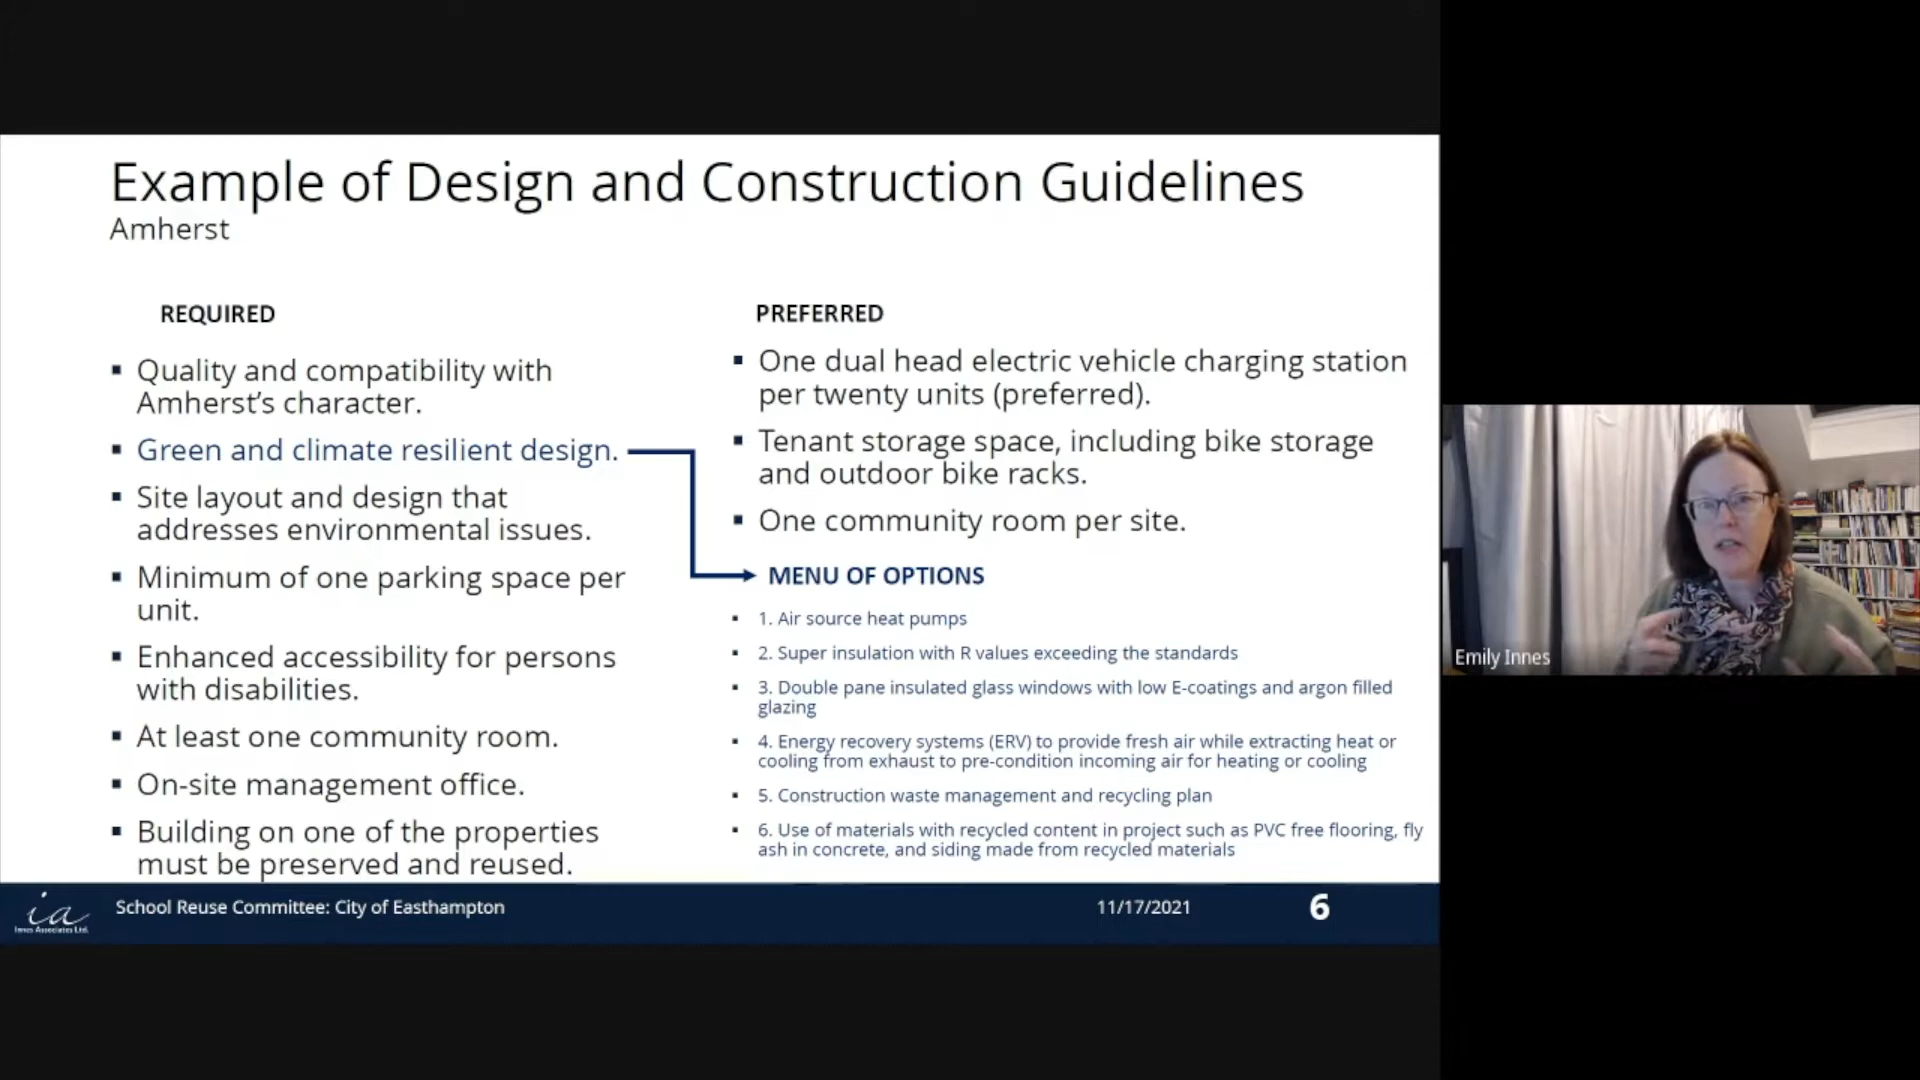 Example of Design and Construction Guidelines
Amherst
REQUIRED
▪ Quality and compatibility with
Amherst's character.
▪ Green and climate resilient design.
▪ Site layout and design that
addresses environmental issues.
▪ Minimum of one parking space per
unit.
▪ Enhanced accessibility for persons
with disabilities.
▪ At least one community room.
▪ On-site management office.
▪ Building on one of the properties
must be preserved and reused.
PREFERRED
▪ One dual head electric vehicle charging station
per twenty units (preferred).
▪ Tenant storage space, including bike storage
and outdoor bike racks.
▪ One community room per site.
MENU OF OPTIONS
▪ 1. Air source heat pumps
▪ 2. Super insulation with R values exceeding the standards
▪ 3. Double pane insulated glass windows with low E-coatings and argon filled
glazing
▪ 4. Energy recovery systems (ERV) to provide fresh air while extracting heat or
cooling from exhaust to pre-condition incoming air for heating or cooling
▪ 5. Construction waste management and recycling plan
▪ 6. Use of materials with recycled content in project such as PVC free flooring, fly
ash in concrete, and siding made from recycled materials
ia
Innes Associates Ltd.
School Reuse Committee: City of Easthampton
11/17/2021
6
Emily Innes